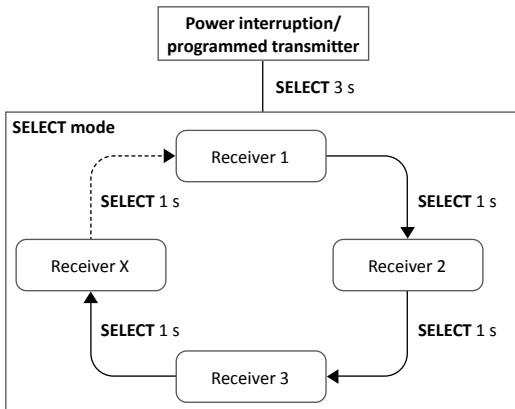 Power interruption/
programmed transmitter
SELECT 3 s
SELECT mode
Receiver 1
SELECT 1 s
SELECT 1 s
Receiver X
Receiver 2
SELECT 1 s
SELECT 1 s
Receiver 3